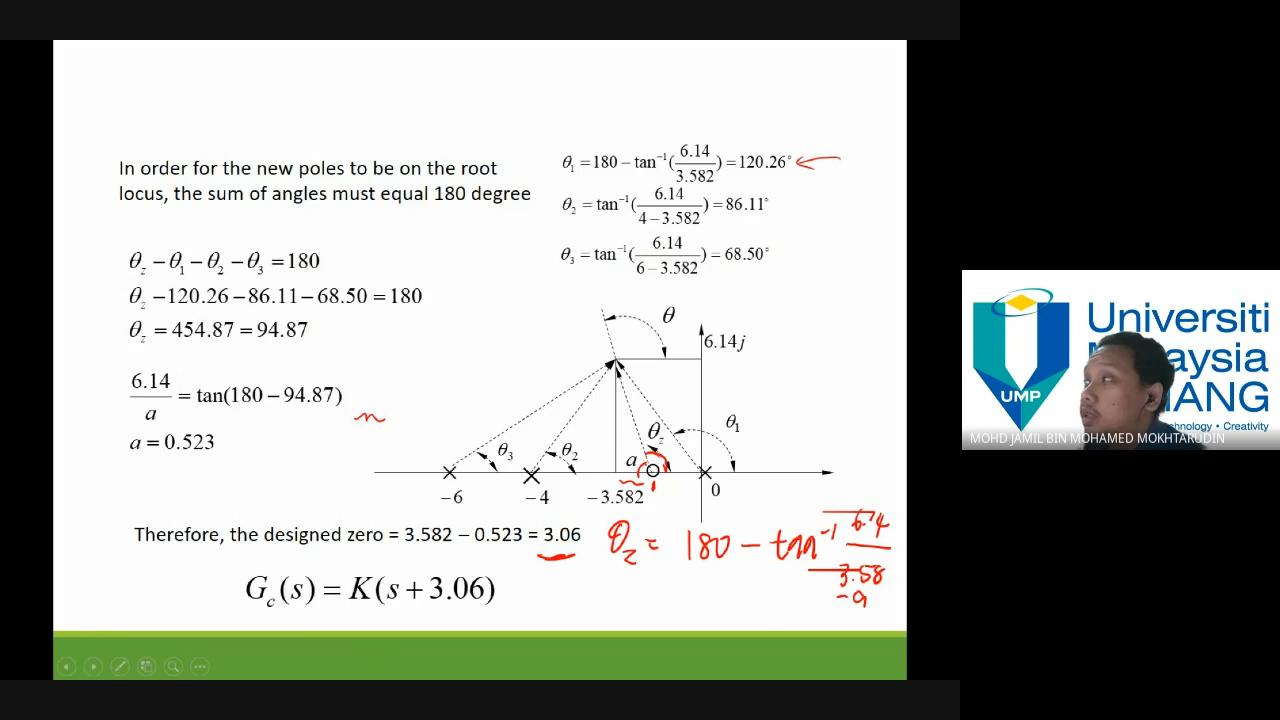 In order for the new poles to be on the root
locus, the sum of angles must equal 180 degree
θz − θ1 − θ2 − θ3 = 180
θz − 120.26 − 86.11 − 68.50 = 180
θz = 454.87 = 94.87
6.14/a = tan(180 − 94.87)
a = 0.523
θ1 = 180 − tan⁻¹(6.14/3.582) = 120.26°
θ2 = tan⁻¹(6.14/(4 − 3.582)) = 86.11°
θ3 = tan⁻¹(6.14/(6 − 3.582)) = 68.50°
θ
6.14j
θ3
θ2
a
θz
θ1
−6
−4
−3.582
0
Therefore, the designed zero = 3.582 − 0.523 = 3.06
θz = 180 − tan⁻¹ 6.14/(3.58 − a)
Gc(s) = K(s + 3.06)
UMP
Universiti
Malaysia
MOHD JAMIL BIN MOHAMED MOKHTARUDIN